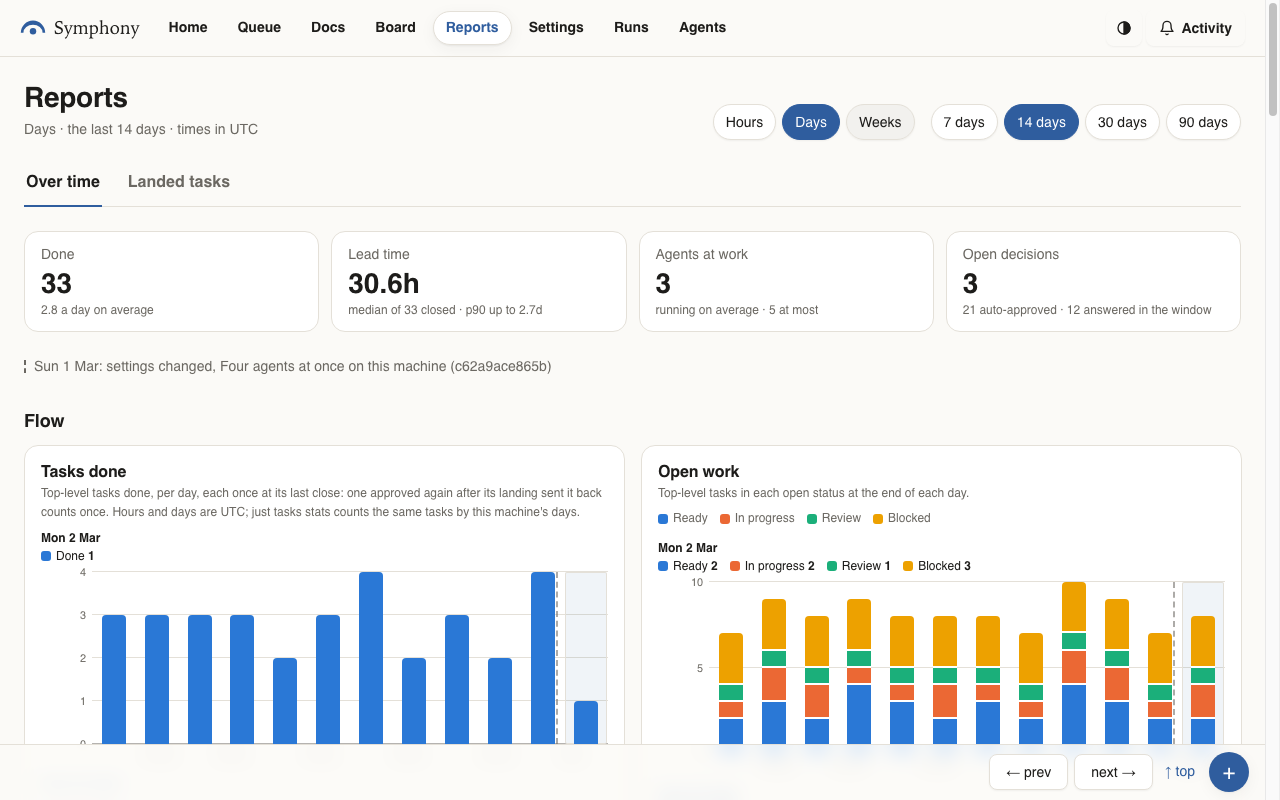 Symphony Home Queue Docs Board Reports Settings Runs Agents Activity
Reports
Days · the last 14 days · times in UTC
Hours Days Weeks 7 days 14 days 30 days 90 days
Over time Landed tasks
Done
33
2.8 a day on average
Lead time
30.6h
median of 33 closed · p90 up to 2.7d
Agents at work
3
running on average · 5 at most
Open decisions
3
21 auto-approved · 12 answered in the window
Sun 1 Mar: settings changed, Four agents at once on this machine (c62a9ace865b)
Flow
Tasks done
Top-level tasks done, per day, each once at its last close: one approved again after its landing sent it back
counts once. Hours and days are UTC; just tasks stats counts the same tasks by this machine's days.
Mon 2 Mar
Done 1
4
3
2
1
0
Open work
Top-level tasks in each open status at the end of each day.
Ready In progress Review Blocked
Mon 2 Mar
Ready 2 In progress 2 Review 1 Blocked 3
10
5
← prev next → ↑ top +